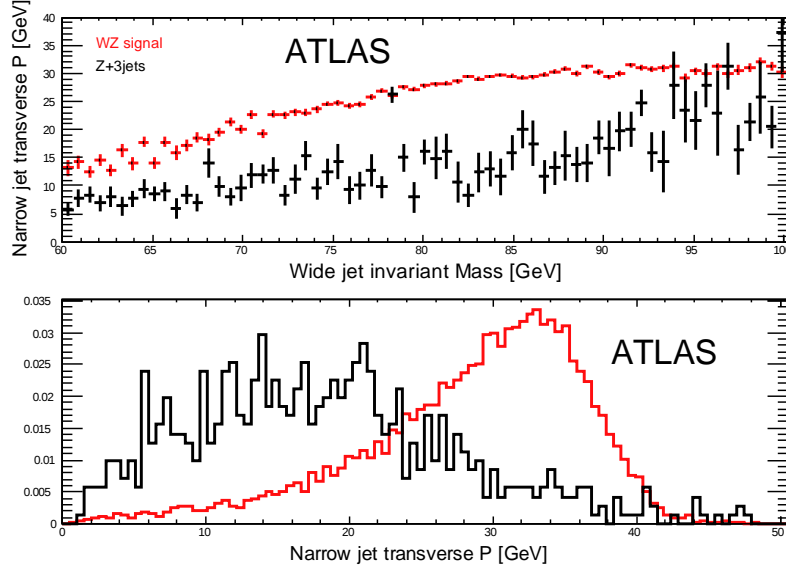 Narrow jet transverse P [GeV]
40
35
30
25
20
15
10
5
0
WZ signal
Z+3jets
ATLAS
60 65 70 75 80 85 90 95 100
Wide jet invariant Mass [GeV]
0.035
0.03
0.025
0.02
0.015
0.01
0.005
0
ATLAS
0 10 20 30 40 50
Narrow jet transverse P [GeV]